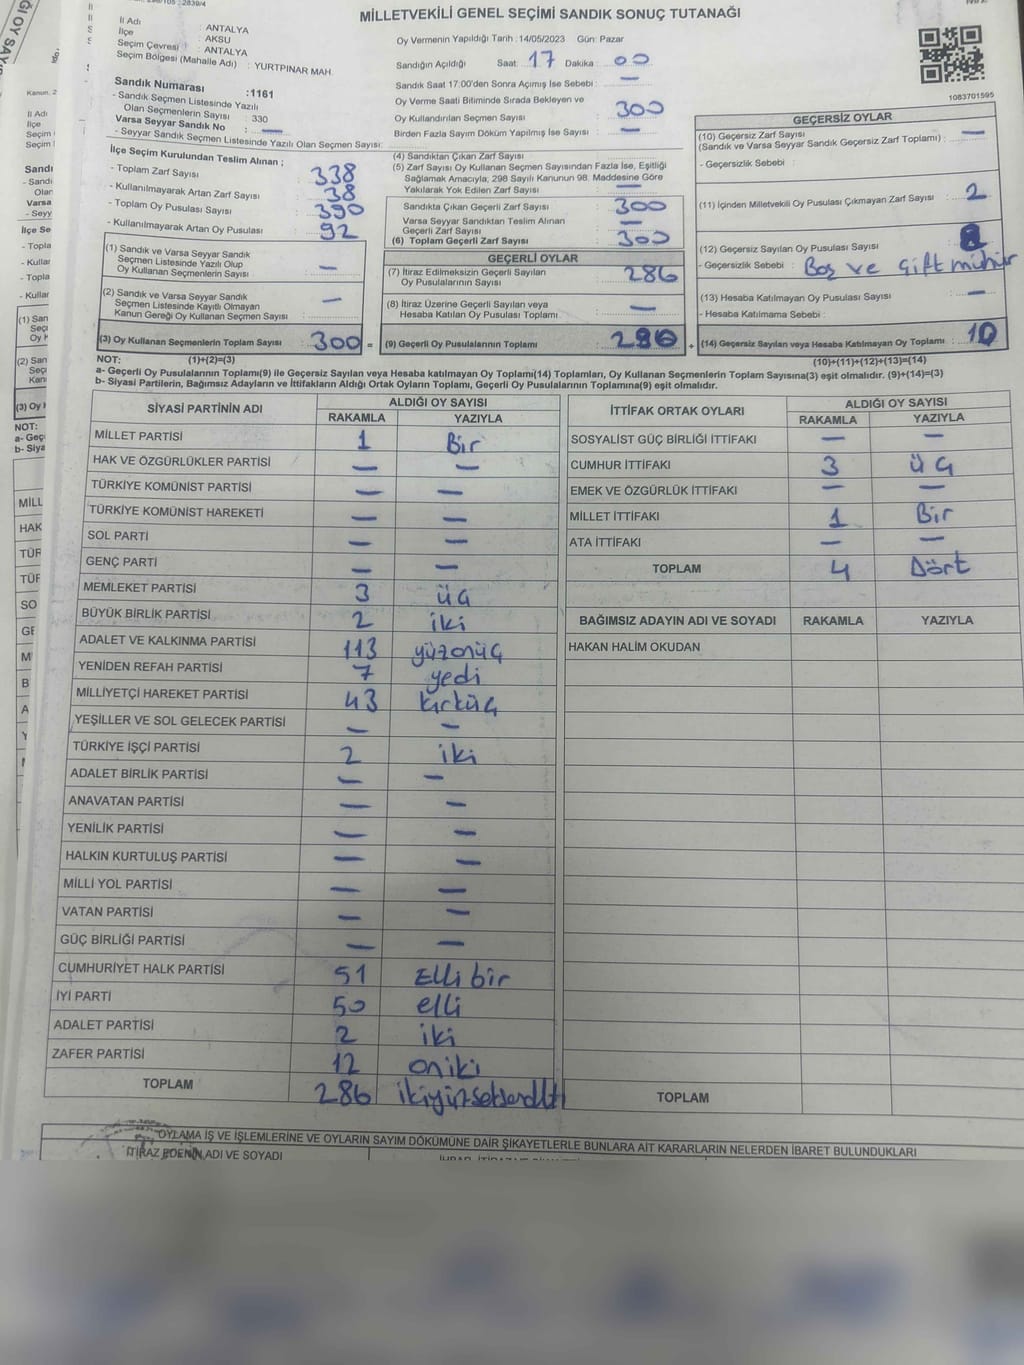 MİLLETVEKİLİ GENEL SEÇİMİ SANDIK SONUÇ TUTANAĞI
İl Adı : ANTALYA
İlçe : AKSU
Seçim Çevresi : ANTALYA
Seçim Bölgesi (Mahalle Adı) : YURTPINAR MAH.
Sandık Numarası :1161
- Sandık Seçmen Listesinde Yazılı
Olan Seçmenlerin Sayısı : 330
Varsa Seyyar Sandık No : —
- Seyyar Sandık Seçmen Listesinde Yazılı Olan Seçmen Sayısı:
Oy Vermenin Yapıldığı Tarih :14/05/2023 Gün: Pazar
Sandığın Açıldığı Saat: 17 Dakika 00
Sandık Saat 17:00'den Sonra Açımış İse Sebebi : —
Oy Verme Saati Bitiminde Sırada Bekleyen ve
Oy Kullandırılan Seçmen Sayısı : 300
Birden Fazla Sayım Döküm Yapılmış İse Sayısı : —
1083701595
İlçe Seçim Kurulundan Teslim Alınan ;
- Toplam Zarf Sayısı : 338
- Kullanılmayarak Artan Zarf Sayısı : 38
- Toplam Oy Pusulası Sayısı : 390
- Kullanılmayarak Artan Oy Pusulası : 92
(1) Sandık ve Varsa Seyyar Sandık
Seçmen Listesinde Yazılı Olup
Oy Kullanan Seçmenlerin Sayısı : —
(2) Sandık ve Varsa Seyyar Sandık
Seçmen Listesinde Kayıtlı Olmayan
Kanun Gereği Oy Kullanan Seçmen Sayısı : —
(3) Oy Kullanan Seçmenlerin Toplam Sayısı : 300 =
(4) Sandıktan Çıkan Zarf Sayısı :
(5) Zarf Sayısı Oy Kullanan Seçmen Sayısından Fazla İse, Eşitliği
Sağlamak Amacıyla; 298 Sayılı Kanunun 98. Maddesine Göre
Yakılarak Yok Edilen Zarf Sayısı : —
Sandıkta Çıkan Geçerli Zarf Sayısı : 300
Varsa Seyyar Sandıktan Teslim Alınan
Geçerli Zarf Sayısı : —
(6) Toplam Geçerli Zarf Sayısı : 300
GEÇERLİ OYLAR
(7) İtiraz Edilmeksizin Geçerli Sayılan
Oy Pusulalarının Sayısı : 286
(8) İtiraz Üzerine Geçerli Sayılan veya
Hesaba Katılan Oy Pusulası Toplamı : —
(9) Geçerli Oy Pusulalarının Toplamı : +
GEÇERSİZ OYLAR
(10) Geçersiz Zarf Sayısı : —
(Sandık ve Varsa Seyyar Sandık Geçersiz Zarf Toplamı) :
- Geçersizlik Sebebi :
(11) İçinden Milletvekili Oy Pusulası Çıkmayan Zarf Sayısı : 2
(12) Geçersiz Sayılan Oy Pusulası Sayısı : 8
- Geçersizlik Sebebi : Boş ve çift mühür
(13) Hesaba Katılmayan Oy Pusulası Sayısı : —
- Hesaba Katılmama Sebebi :
(14) Geçersiz Sayılan veya Hesaba Katılmayan Oy Toplamı : 10
NOT: (1)+(2)=(3) (10)+(11)+(12)+(13)=(14)
a- Geçerli Oy Pusulalarının Toplamı(9) ile Geçersiz Sayılan veya Hesaba Katılmayan oy Toplamı(14) Toplamları, Oy Kullanan Seçmenlerin Toplam Sayısına(3) eşit olmalıdır. (9)+(14)=(3)
b- Siyasi Partilerin, Bağımsız Adayların ve İttifakların Aldığı Ortak Oyların Toplamı, Geçerli Oy Pusulalarının Toplamına(9) eşit olmalıdır.
SİYASİ PARTİNİN ADI ALDIĞI OY SAYISI
RAKAMLA YAZIYLA
MİLLET PARTİSİ 1 Bir
HAK VE ÖZGÜRLÜKLER PARTİSİ — —
TÜRKİYE KOMÜNİST PARTİSİ — —
TÜRKİYE KOMÜNİST HAREKETİ — —
SOL PARTİ — —
GENÇ PARTİ — —
MEMLEKET PARTİSİ 3 üç
BÜYÜK BİRLİK PARTİSİ 2 iki
ADALET VE KALKINMA PARTİSİ 113 yüzonüç
YENİDEN REFAH PARTİSİ 7 yedi
MİLLİYETÇİ HAREKET PARTİSİ 43 kırküç
YEŞİLLER VE SOL GELECEK PARTİSİ — —
TÜRKİYE İŞÇİ PARTİSİ 2 iki
ADALET BİRLİK PARTİSİ — —
ANAVATAN PARTİSİ — —
YENİLİK PARTİSİ — —
HALKIN KURTULUŞ PARTİSİ — —
MİLLİ YOL PARTİSİ — —
VATAN PARTİSİ — —
GÜÇ BİRLİĞİ PARTİSİ — —
CUMHURİYET HALK PARTİSİ 51 Elli bir
İYİ PARTİ 50 elli
ADALET PARTİSİ 2 iki
ZAFER PARTİSİ 12 oniki
TOPLAM 286
İTTİFAK ORTAK OYLARI ALDIĞI OY SAYISI
RAKAMLA YAZIYLA
SOSYALİST GÜÇ BİRLİĞİ İTTİFAKI — —
CUMHUR İTTİFAKI 3 üç
EMEK VE ÖZGÜRLÜK İTTİFAKI — —
MİLLET İTTİFAKI 1 Bir
ATA İTTİFAKI — —
TOPLAM 4 Dört
BAĞIMSIZ ADAYIN ADI VE SOYADI RAKAMLA YAZIYLA
HAKAN HALİM OKUDAN
TOPLAM
OYLAMA İŞ VE İŞLEMLERİNE VE OYLARIN SAYIM DÖKÜMÜNE DAİR ŞİKAYETLERLE BUNLARA AİT KARARLARIN NELERDEN İBARET BULUNDUKLARI
İTİRAZ EDENİN ADI VE SOYADI